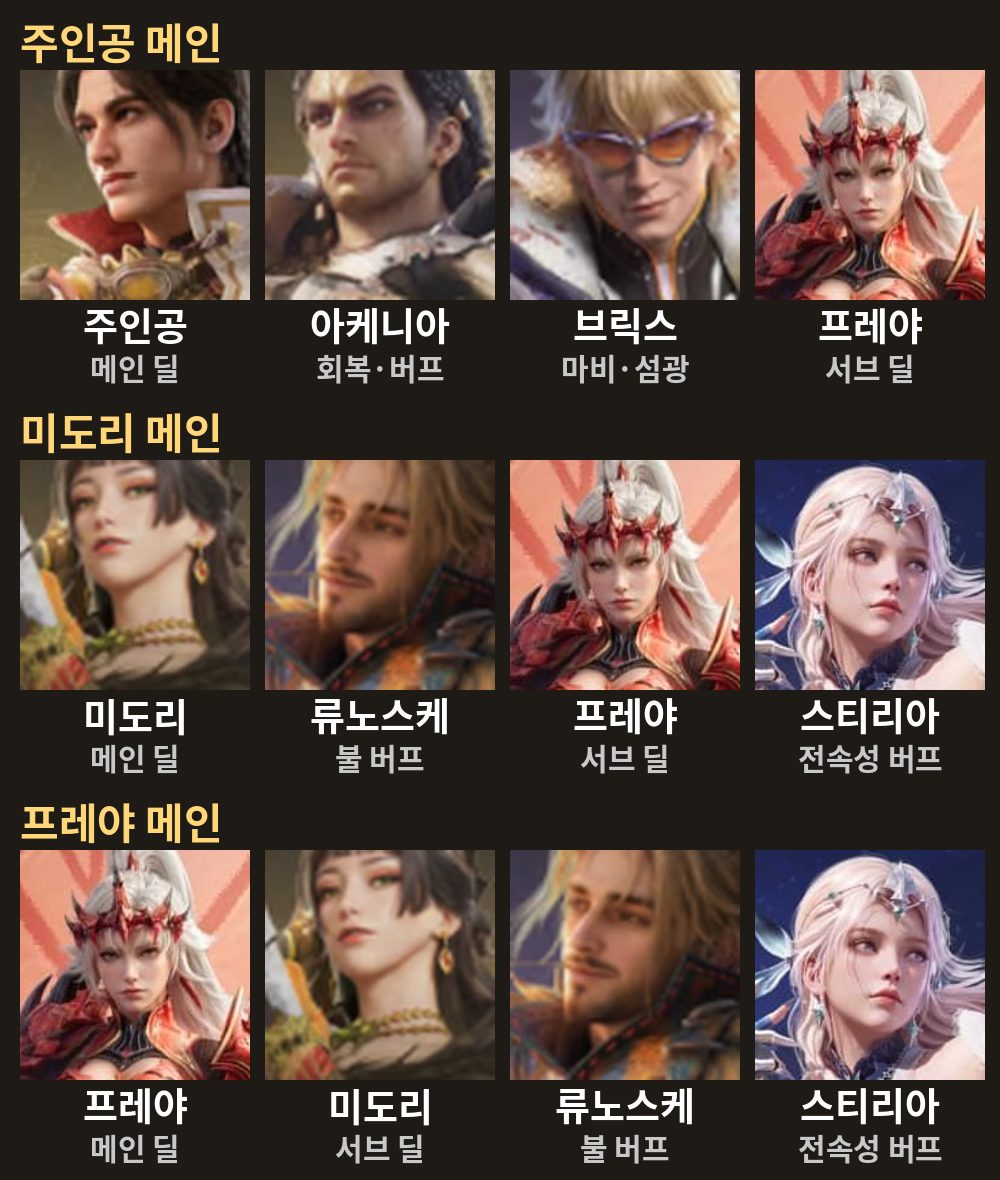 주인공 메인
주인공 아케니아 브릭스 프레야
메인 딜 회복·버프 마비·섬광 서브 딜
미도리 메인
미도리 류노스케 프레야 스티리아
메인 딜 불 버프 서브 딜 전속성 버프
프레야 메인
프레야 미도리 류노스케 스티리아
메인 딜 서브 딜 불 버프 전속성 버프